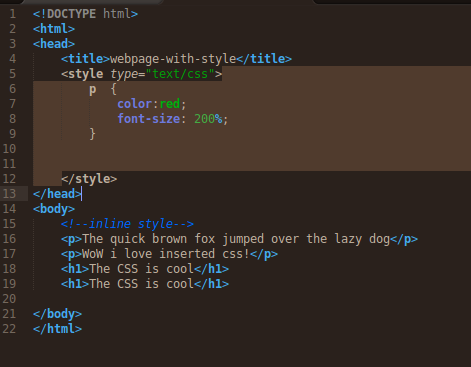 1 <!DOCTYPE html>
2 <html>
3 <head>
4     <title>webpage-with-style</title>
5     <style type="text/css">
6         p  {
7             color:red;
8             font-size: 200%;
9         }
10
11
12     </style>
13 </head>
14 <body>
15     <!--inline style-->
16     <p>The quick brown fox jumped over the lazy dog</p>
17     <p>WoW i love inserted css!</p>
18     <h1>The CSS is cool</h1>
19     <h1>The CSS is cool</h1>
20
21 </body>
22 </html>